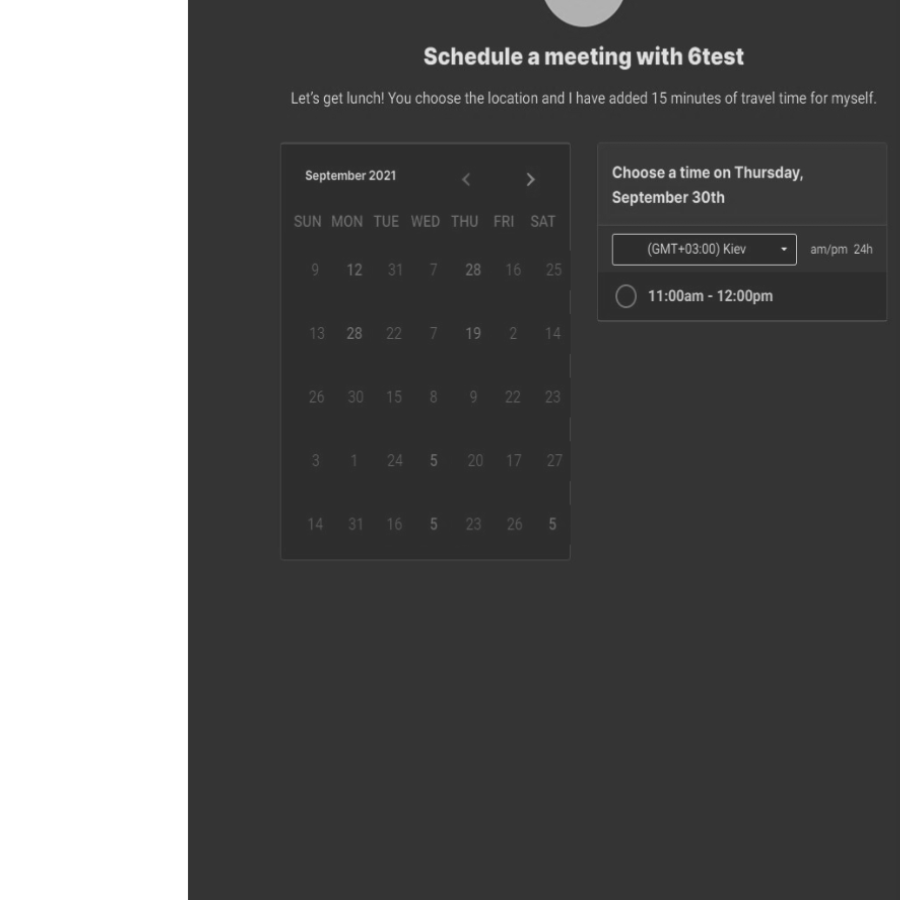 Schedule a meeting with 6test
Let's get lunch! You choose the location and I have added 15 minutes of travel time for myself.
September 2021
SUN MON TUE WED THU FRI SAT
9 12 31 7 28 16 25
13 28 22 7 19 2 14
26 30 15 8 9 22 23
3 1 24 5 20 17 27
14 31 16 5 23 26 5
Choose a time on Thursday,
September 30th
(GMT+03:00) Kiev am/pm 24h
11:00am - 12:00pm